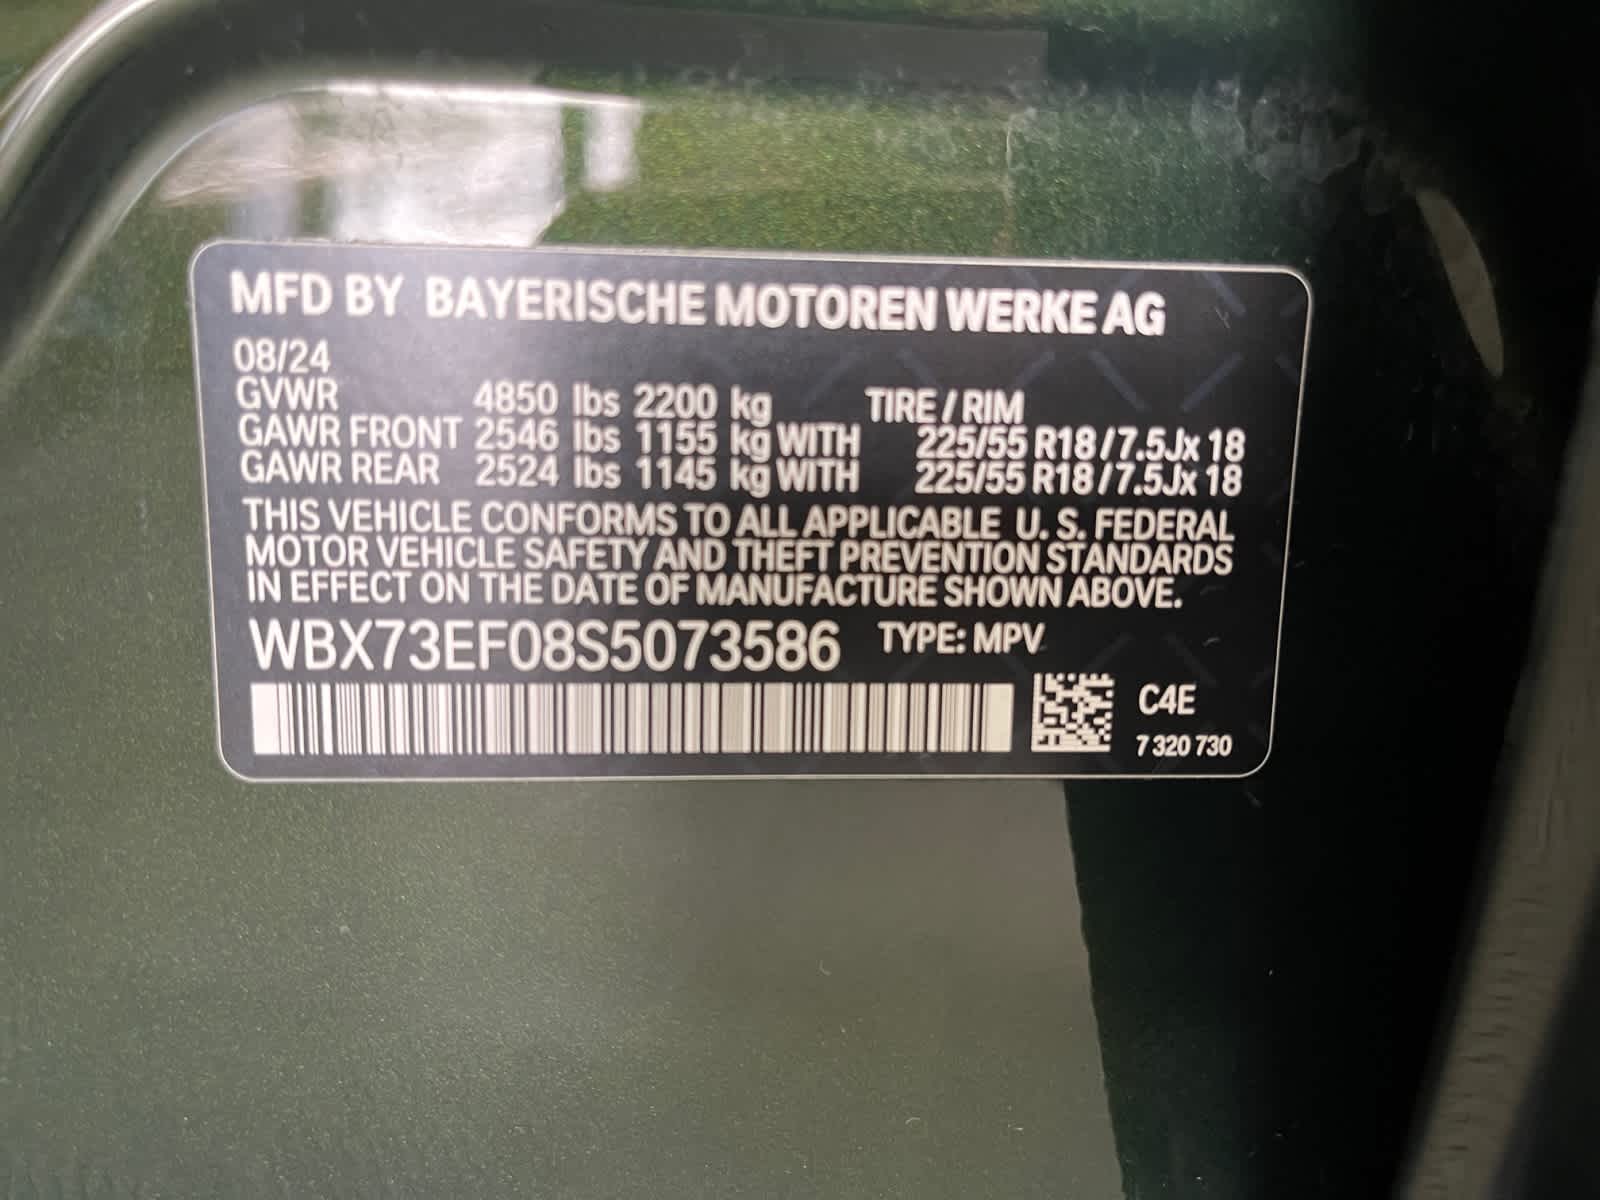 MFD BY BAYERISCHE MOTOREN WERKE AG
08/24
GVWR 4850 lbs 2200 kg TIRE / RIM
GAWR FRONT 2546 lbs 1155 kg WITH 225/55 R18 / 7.5Jx 18
GAWR REAR 2524 lbs 1145 kg WITH 225/55 R18 / 7.5Jx 18
THIS VEHICLE CONFORMS TO ALL APPLICABLE U. S. FEDERAL
MOTOR VEHICLE SAFETY AND THEFT PREVENTION STANDARDS
IN EFFECT ON THE DATE OF MANUFACTURE SHOWN ABOVE.
WBX73EF08S5073586 TYPE: MPV
C4E
7 320 730